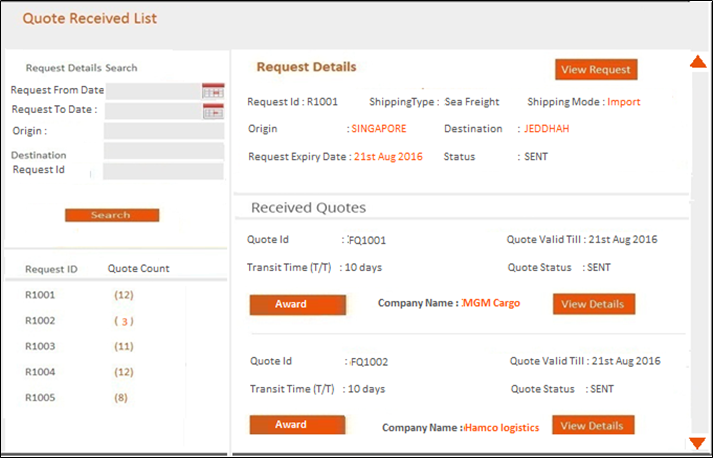 Quote Received List
Request Details Search
Request From Date
Request To Date :
Origin :
Destination
Request Id
Search
Request ID Quote Count
R1001 (12)
R1002 ( 3 )
R1003 (11)
R1004 (12)
R1005 (8)
Request Details View Request
Request Id : R1001 ShippingType : Sea Freight Shipping Mode : Import
Origin : SINGAPORE Destination : JEDDHAH
Request Expiry Date : 21st Aug 2016 Status : SENT
Received Quotes
Quote Id : FQ1001 Quote Valid Till : 21st Aug 2016
Transit Time (T/T) : 10 days Quote Status : SENT
Award Company Name : MGM Cargo View Details
Quote Id : FQ1002 Quote Valid Till : 21st Aug 2016
Transit Time (T/T) : 10 days Quote Status : SENT
Award Company Name : Hamco logistics View Details